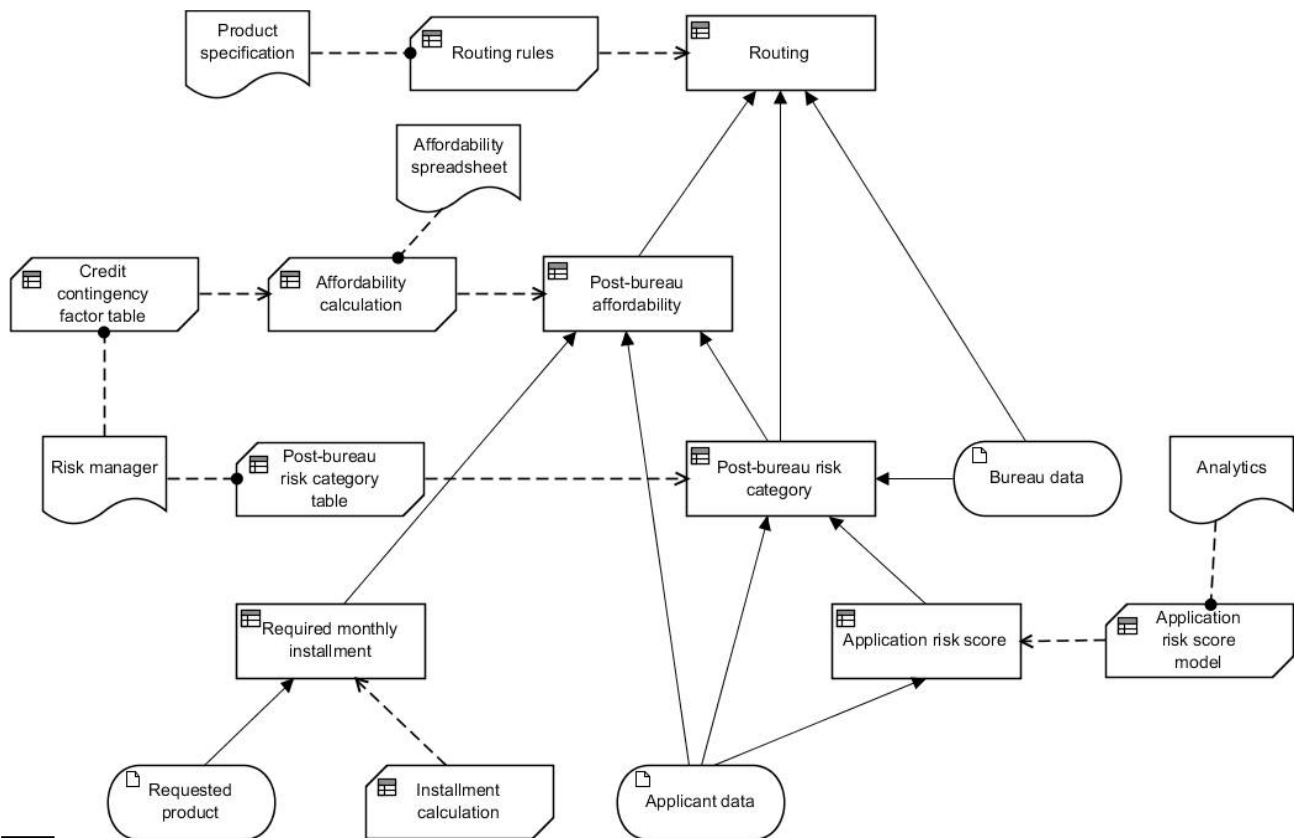 Product
specification
Routing rules
Routing
Affordability
spreadsheet
Credit
contingency
factor table
Affordability
calculation
Post-bureau
affordability
Risk manager
Post-bureau
risk category
table
Post-bureau risk
category
Bureau data
Analytics
Required monthly
installment
Application risk score
Application
risk score
model
Requested
product
Installment
calculation
Applicant data